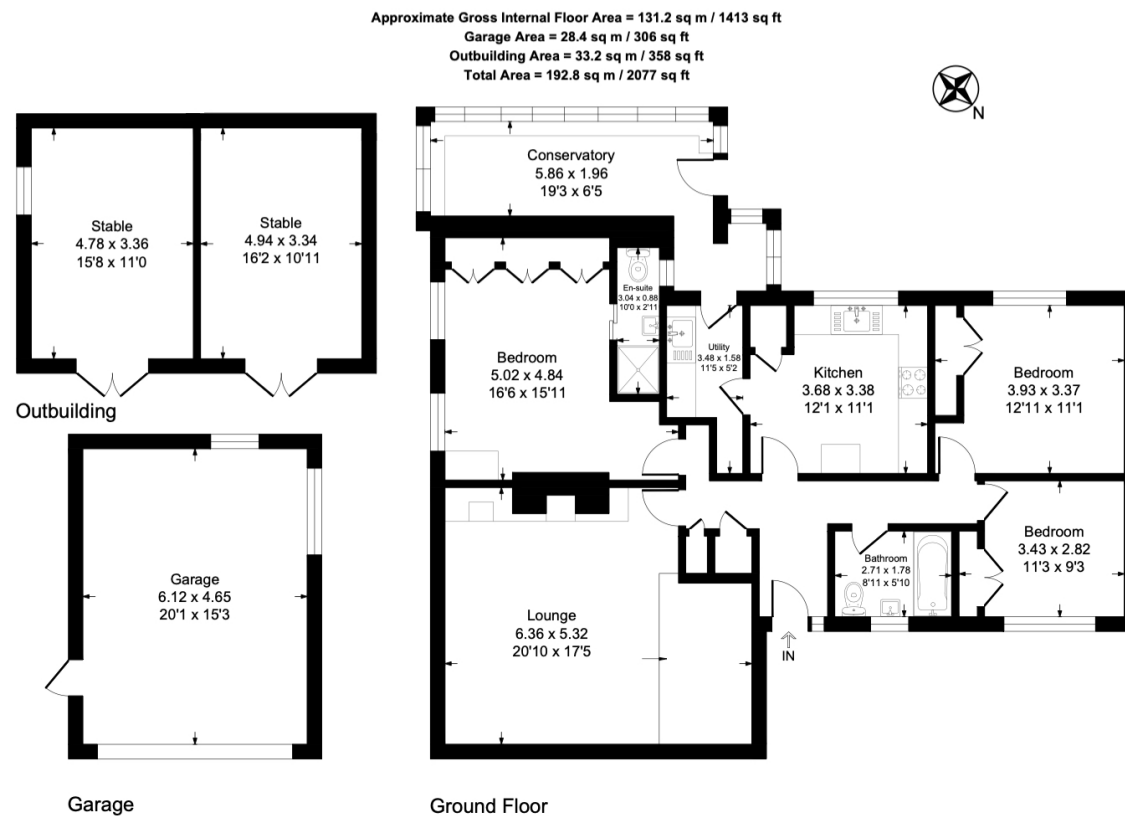 Approximate Gross Internal Floor Area = 131.2 sq m / 1413 sq ft
Garage Area = 28.4 sq m / 306 sq ft
Outbuilding Area = 33.2 sq m / 358 sq ft
Total Area = 192.8 sq m / 2077 sq ft
N
Conservatory
5.86 x 1.96
19'3 x 6'5
Stable
4.78 x 3.36
15'8 x 11'0
Stable
4.94 x 3.34
16'2 x 10'11
Outbuilding
En-suite
3.04 x 0.88
10'0 x 2'11
Bedroom
5.02 x 4.84
16'6 x 15'11
Utility
3.48 x 1.58
11'5 x 5'2
Kitchen
3.68 x 3.38
12'1 x 11'1
Bedroom
3.93 x 3.37
12'11 x 11'1
Bedroom
3.43 x 2.82
11'3 x 9'3
Bathroom
2.71 x 1.78
8'11 x 5'10
Garage
6.12 x 4.65
20'1 x 15'3
Lounge
6.36 x 5.32
20'10 x 17'5
IN
Garage
Ground Floor